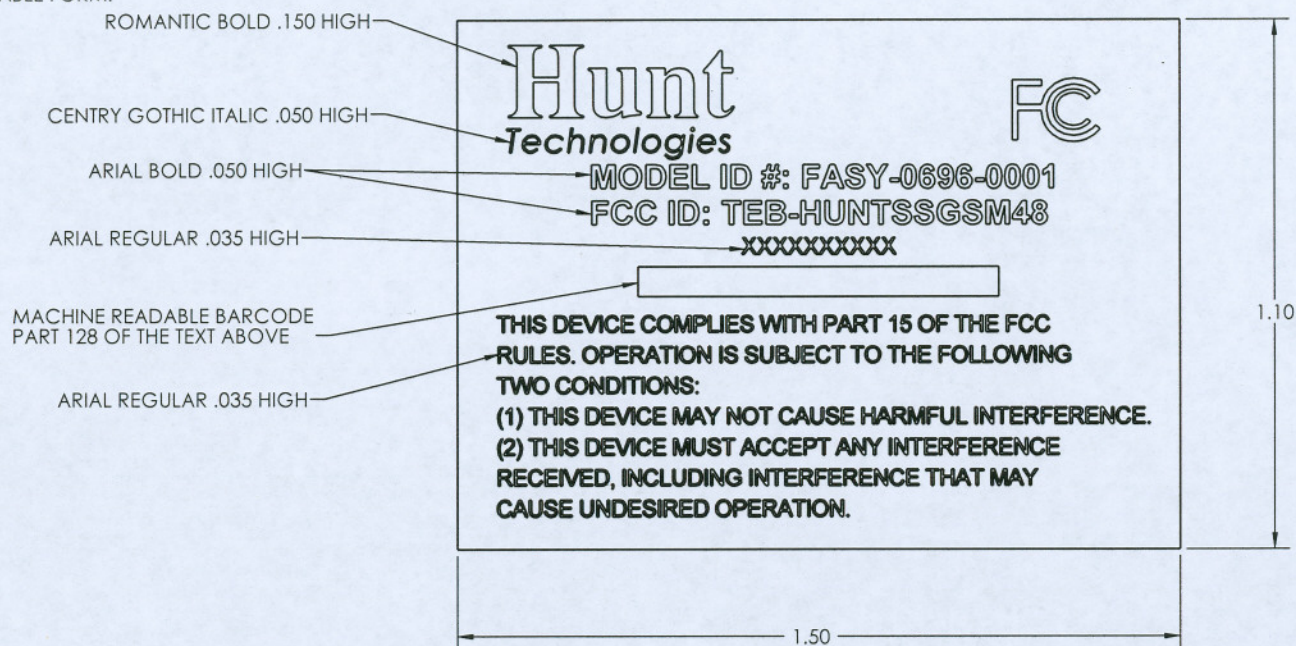 ROMANTIC BOLD .150 HIGH
CENTRY GOTHIC ITALIC .050 HIGH
ARIAL BOLD .050 HIGH
ARIAL REGULAR .035 HIGH
MACHINE READABLE BARCODE
PART 128 OF THE TEXT ABOVE
ARIAL REGULAR .035 HIGH
Hunt
Technologies
FC
MODEL ID #: FASY-0696-0001
FCC ID: TEB-HUNTSSGSM48
XXXXXXXXXX
THIS DEVICE COMPLIES WITH PART 15 OF THE FCC
RULES. OPERATION IS SUBJECT TO THE FOLLOWING
TWO CONDITIONS:
(1) THIS DEVICE MAY NOT CAUSE HARMFUL INTERFERENCE.
(2) THIS DEVICE MUST ACCEPT ANY INTERFERENCE
RECEIVED, INCLUDING INTERFERENCE THAT MAY
CAUSE UNDESIRED OPERATION.
1.10
1.50